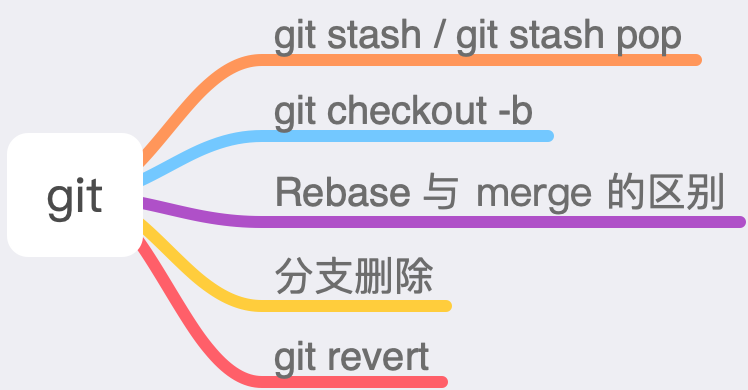 git
git stash / git stash pop
git checkout -b
Rebase 与 merge 的区别
分支删除
git revert